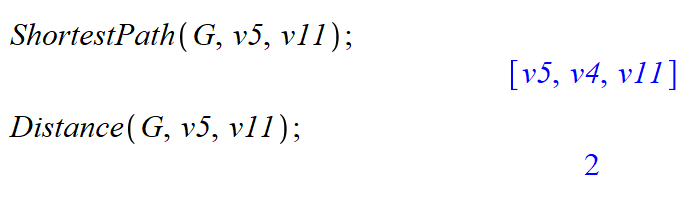 ShortestPath(G, v5, v11);
[v5, v4, v11]
Distance(G, v5, v11);
2